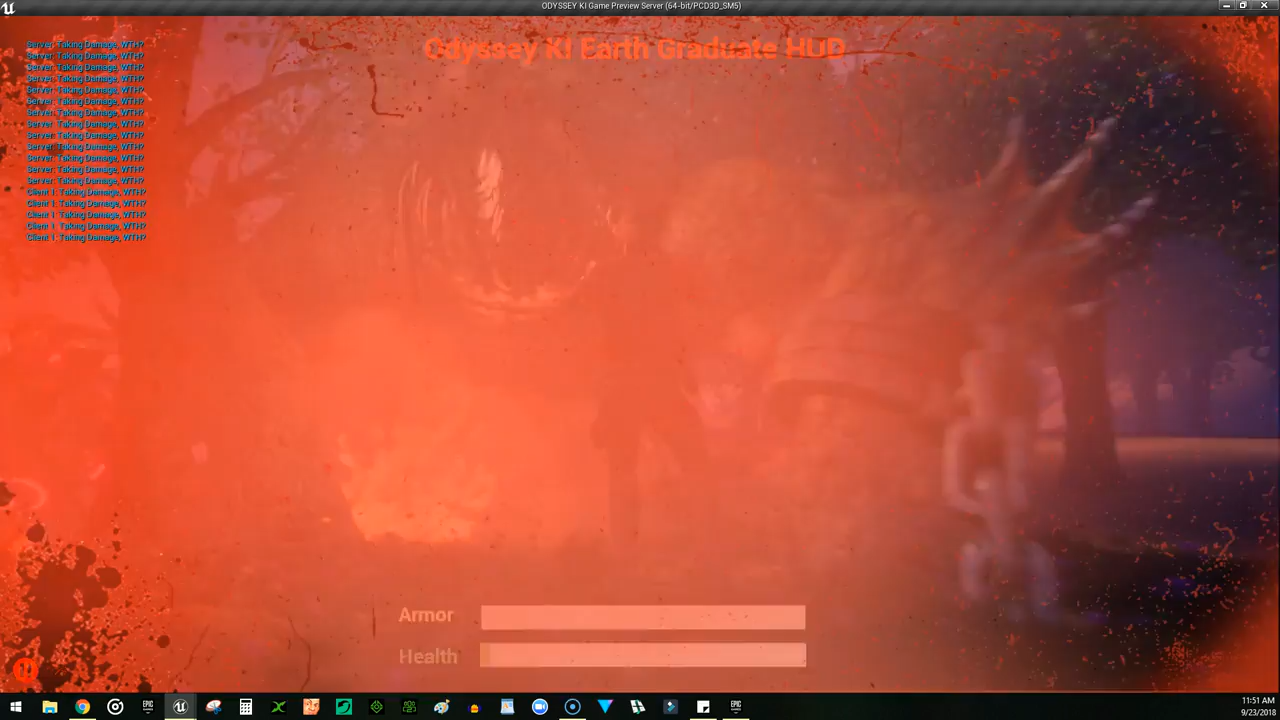 ODYSSEY KI Game Preview Server (64-bit/PCD3D_SM5)
Odyssey KI Earth Graduate HUD
Server: Taking Damage, WTH?
Server: Taking Damage, WTH?
Server: Taking Damage, WTH?
Server: Taking Damage, WTH?
Server: Taking Damage, WTH?
Server: Taking Damage, WTH?
Server: Taking Damage, WTH?
Server: Taking Damage, WTH?
Server: Taking Damage, WTH?
Server: Taking Damage, WTH?
Server: Taking Damage, WTH?
Server: Taking Damage, WTH?
Server: Taking Damage, WTH?
Client 1: Taking Damage, WTH?
Client 1: Taking Damage, WTH?
Client 1: Taking Damage, WTH?
Client 1: Taking Damage, WTH?
Client 1: Taking Damage, WTH?
Armor
Health
EPIC
EPIC
11:51 AM
9/23/2018